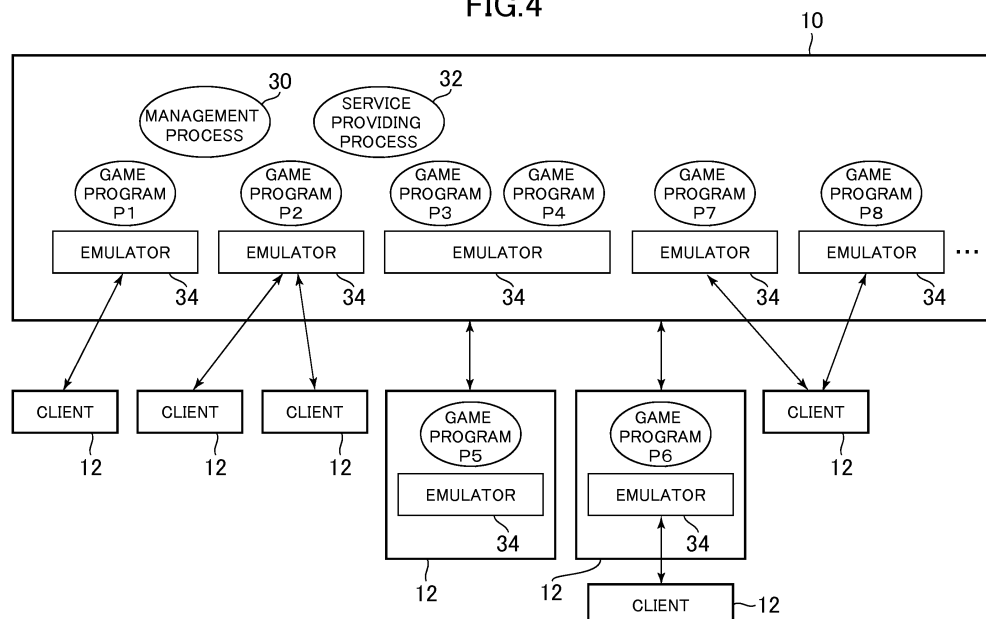 FIG.4
10
30
32
MANAGEMENT
PROCESS
SERVICE
PROVIDING
PROCESS
GAME
PROGRAM
P1
GAME
PROGRAM
P2
GAME
PROGRAM
P3
GAME
PROGRAM
P4
GAME
PROGRAM
P7
GAME
PROGRAM
P8
EMULATOR
EMULATOR
EMULATOR
EMULATOR
EMULATOR
...
34
34
34
34
34
CLIENT
CLIENT
CLIENT
GAME
PROGRAM
P5
GAME
PROGRAM
P6
CLIENT
12
12
12
12
EMULATOR
EMULATOR
34
34
12
12
CLIENT
12